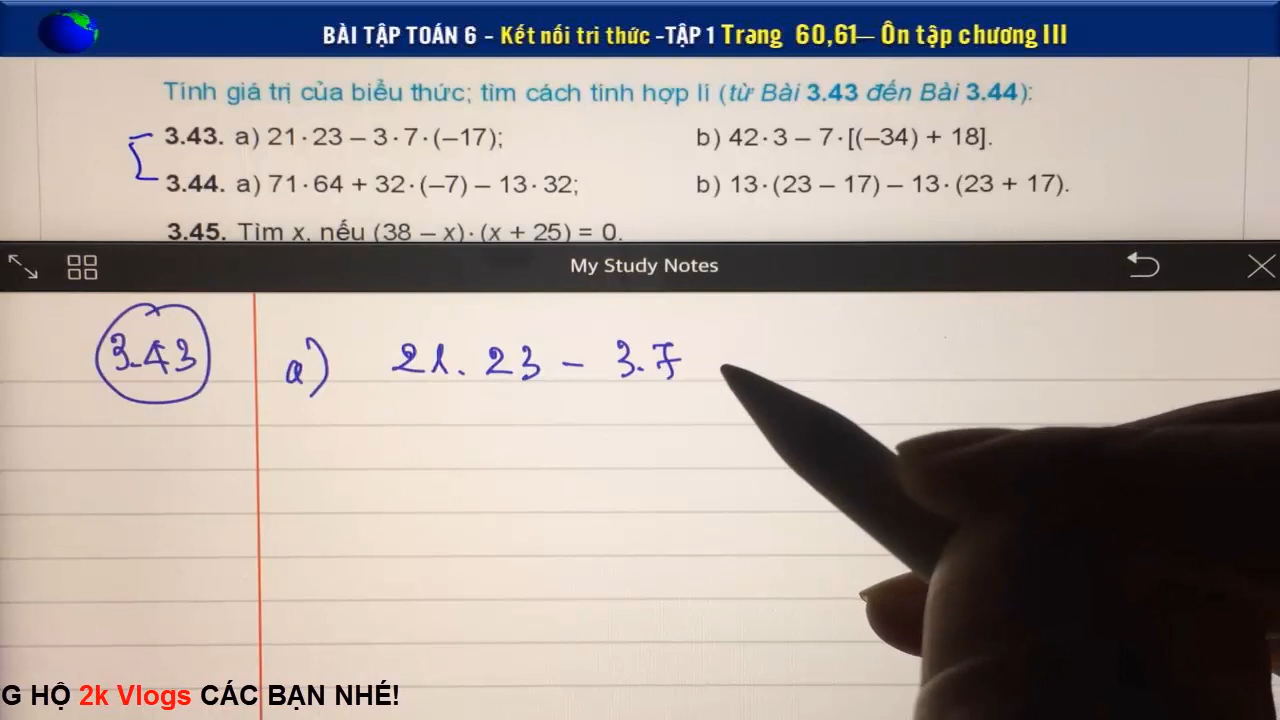 BÀI TẬP TOÁN 6 - Kết nối tri thức -TẬP 1 Trang 60,61– Ôn tập chương III
Tính giá trị của biểu thức; tìm cách tính hợp lí (từ Bài 3.43 đến Bài 3.44):
3.43. a) 21·23 – 3·7·(–17); b) 42·3 – 7·[(–34) + 18].
3.44. a) 71·64 + 32·(–7) – 13·32; b) 13·(23 – 17) – 13·(23 + 17).
3.45. Tìm x, nếu (38 – x)·(x + 25) = 0.
My Study Notes
3.43 a) 21. 23 – 3.7
G HỘ 2k Vlogs CÁC BẠN NHÉ!